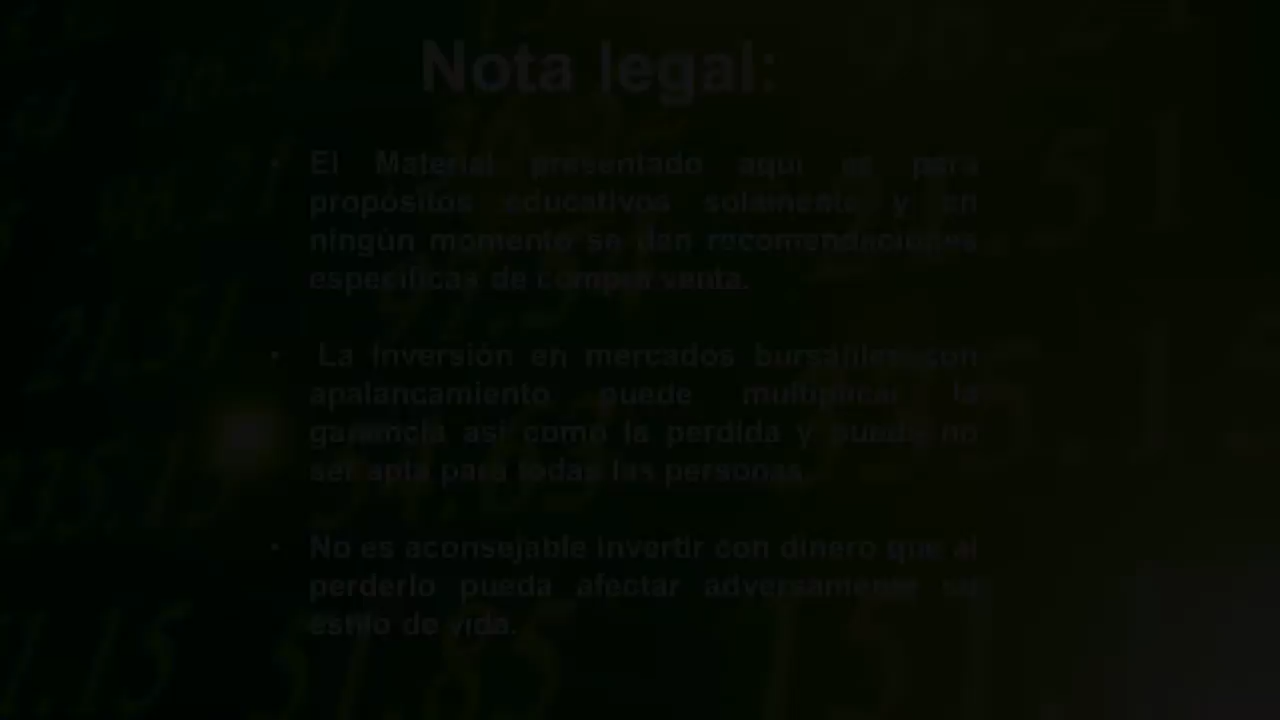 Nota legal:
• El Material presentado aquí es para
propósitos educativos solamente y en
ningún momento se dan recomendaciones
específicas de compra venta.
• La Inversión en mercados bursátiles con
apalancamiento puede multiplicar la
ganancia así como la perdida y puede no
ser apta para todas las personas.
• No es aconsejable invertir con dinero que al
perderlo pueda afectar adversamente su
estilo de vida.